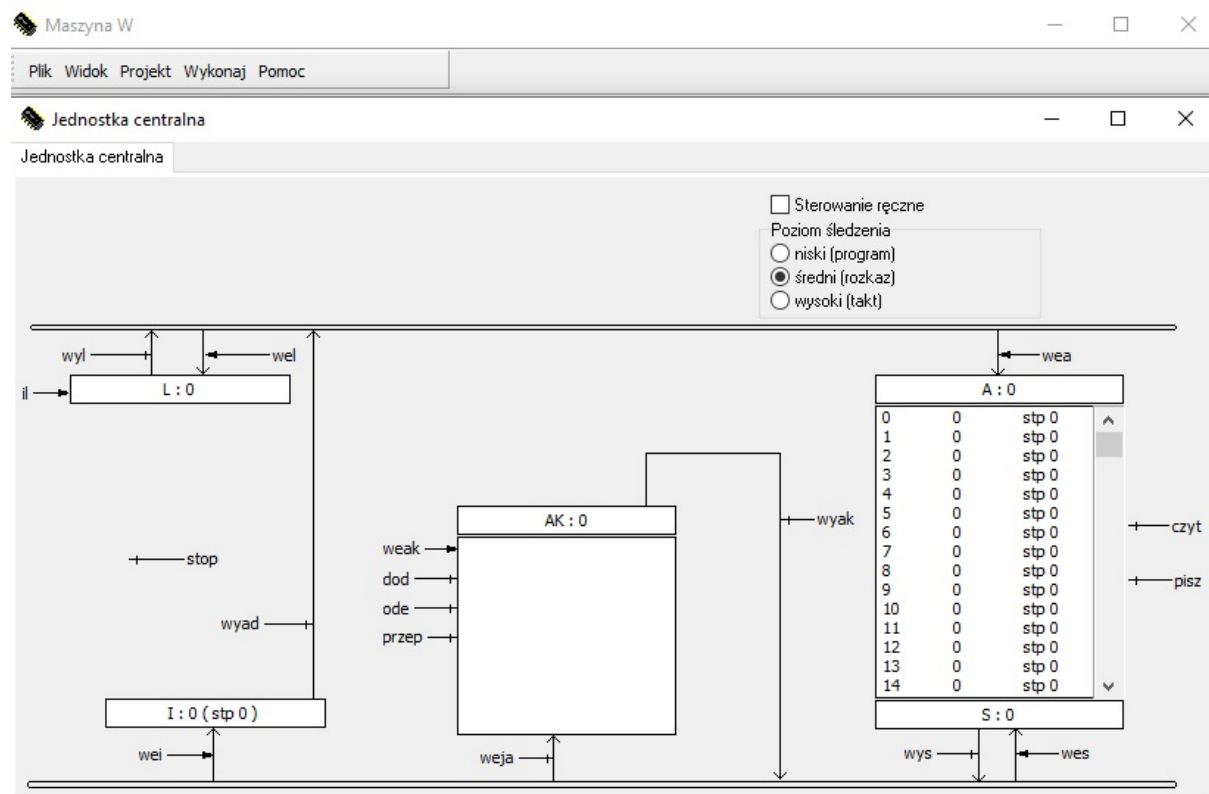 Maszyna W
Plik Widok Projekt Wykonaj Pomoc
Jednostka centralna
Jednostka centralna
Sterowanie ręczne
Poziom śledzenia
niski (program)
średni (rozkaz)
wysoki (takt)
wyl wel wea
il L : 0 A : 0
0 0 stp 0
1 0 stp 0
2 0 stp 0
3 0 stp 0
4 0 stp 0
5 0 stp 0
6 0 stp 0
7 0 stp 0
8 0 stp 0
9 0 stp 0
10 0 stp 0
11 0 stp 0
12 0 stp 0
13 0 stp 0
14 0 stp 0
AK : 0 wyak czyt
weak
stop
dod pisz
ode
wyad
przep
I : 0 ( stp 0 ) S : 0
wei weja wys wes